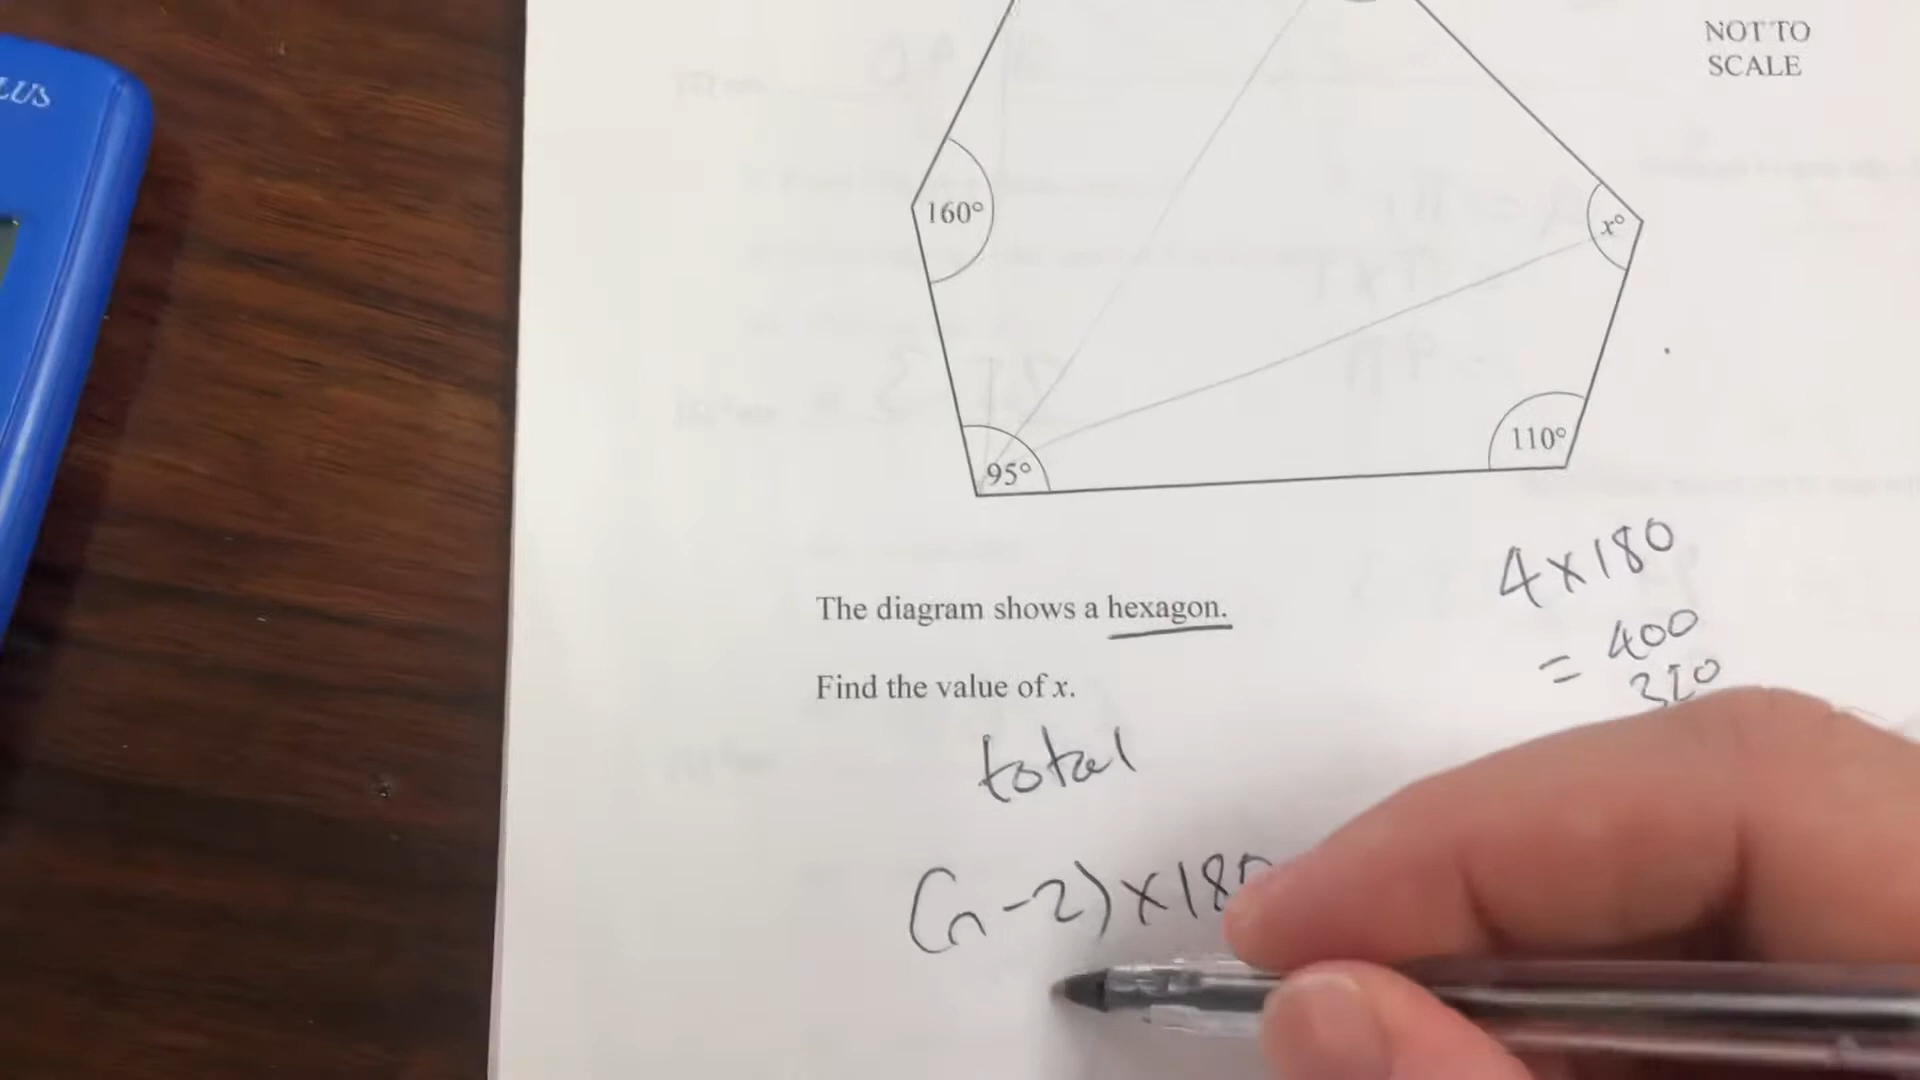 LUS
NOT TO
SCALE
160°
x°
110°
95°
4×180
= 400
320
The diagram shows a hexagon.
Find the value of x.
total
(n-2)×180